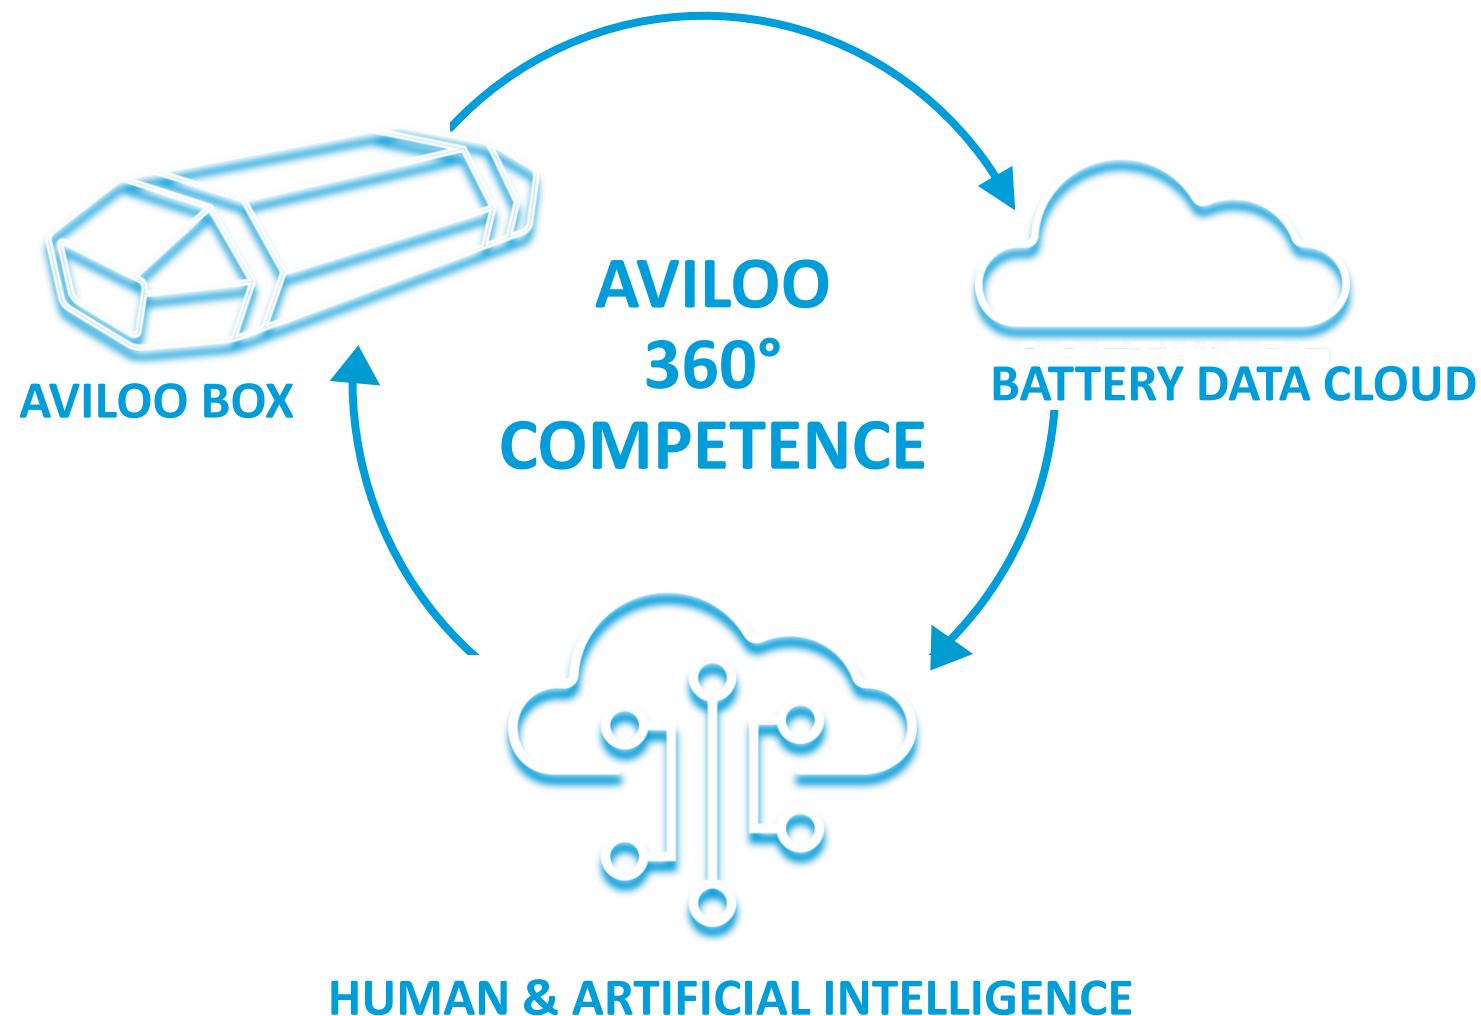 AVILOO
360°
COMPETENCE
AVILOO BOX
BATTERY DATA CLOUD
HUMAN & ARTIFICIAL INTELLIGENCE